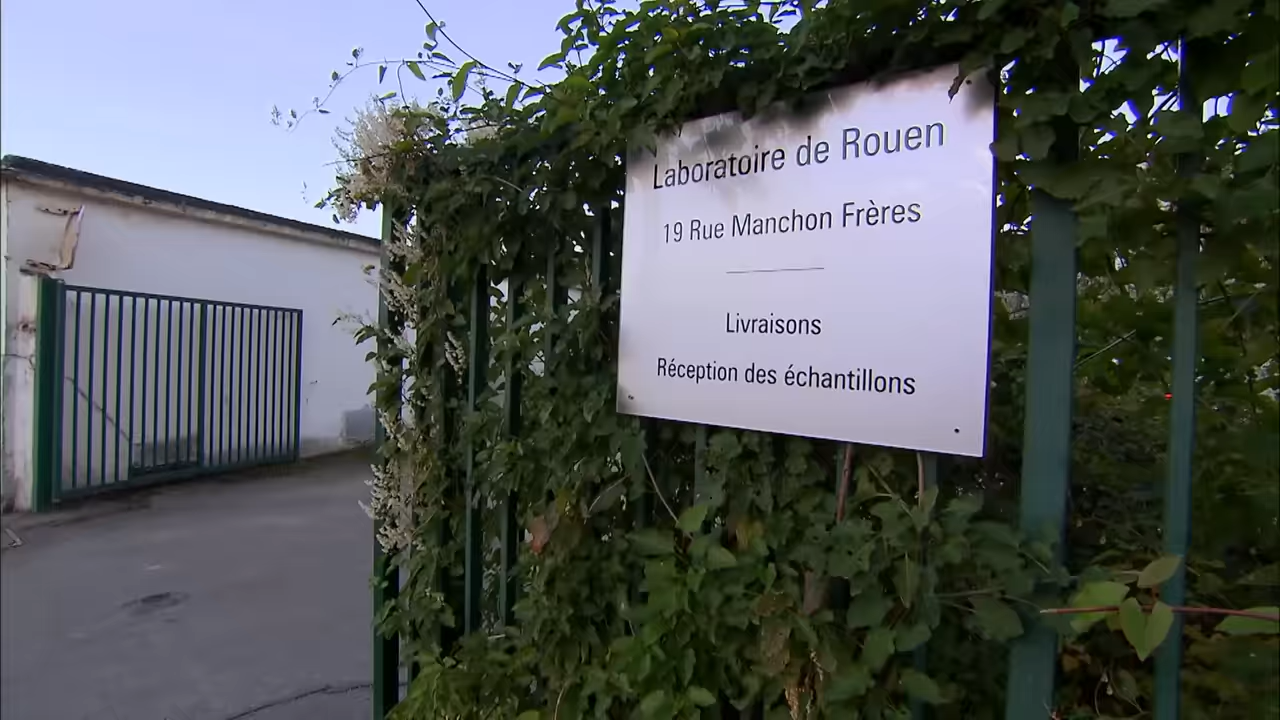 Laboratoire de Rouen
19 Rue Manchon Frères
Livraisons
Réception des échantillons